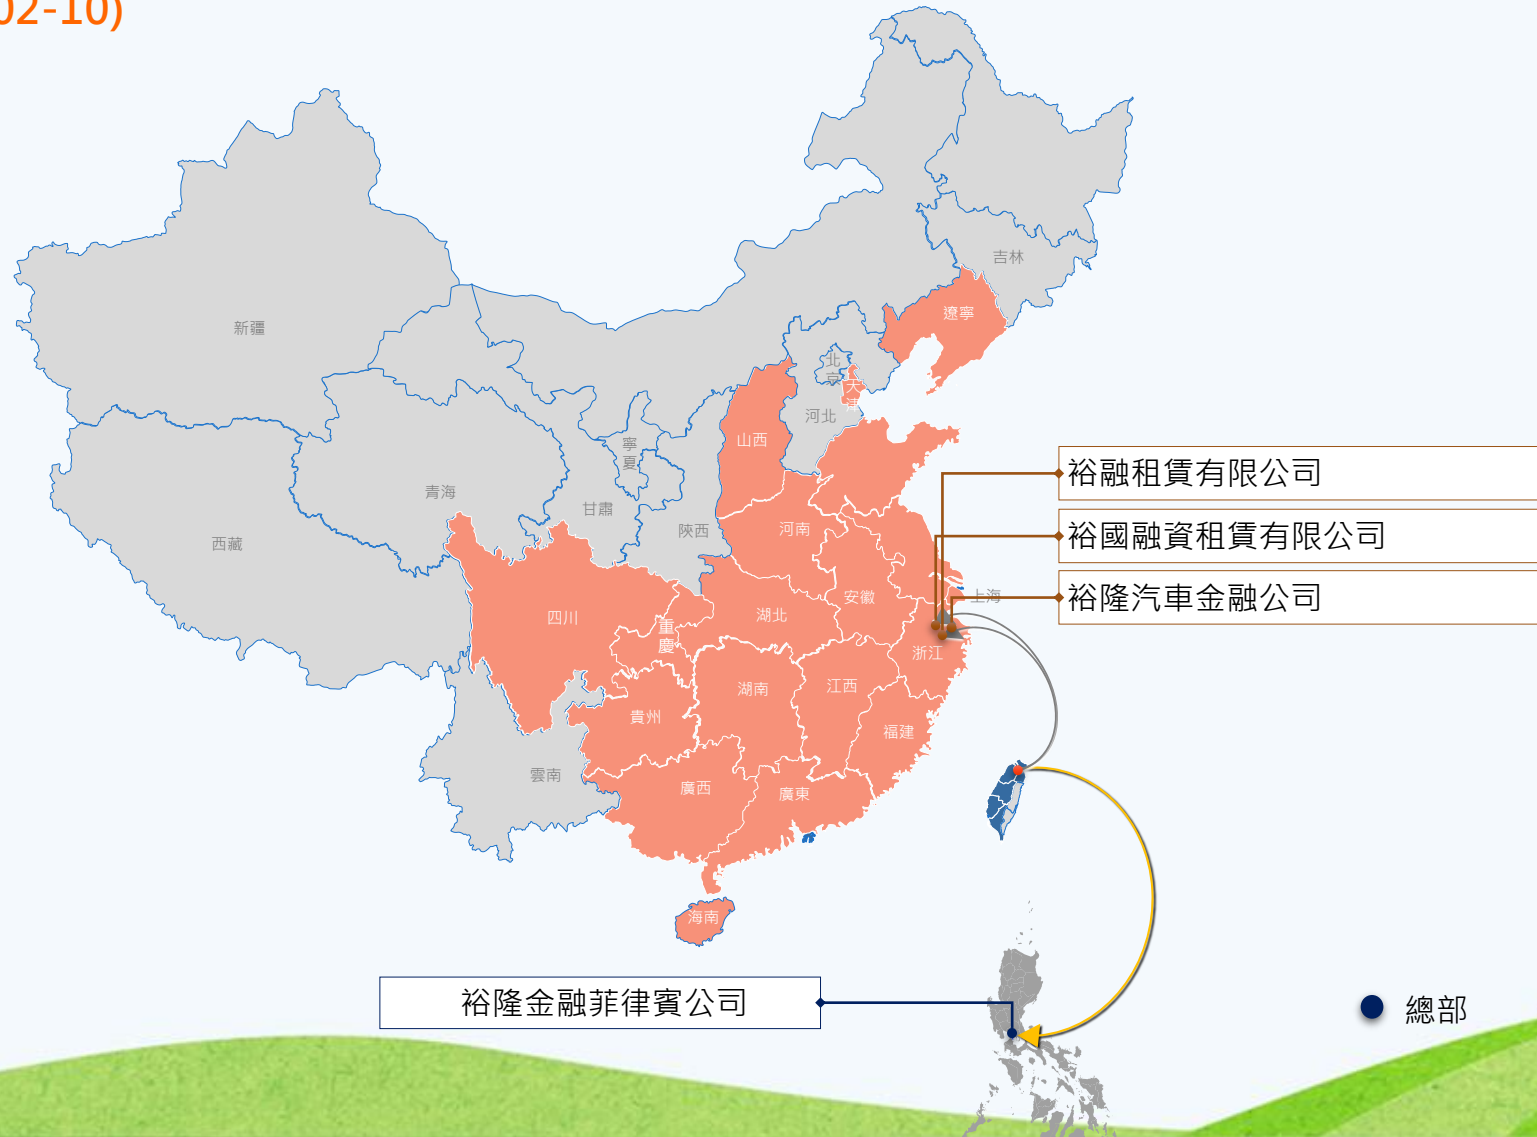 02-10)
吉林
遼寧
新疆
北京
天津
河北
山西
寧夏
裕融租賃有限公司
青海
甘肅
陝西
河南
裕國融資租賃有限公司
西藏
上海
裕隆汽車金融公司
安徽
四川
湖北
重慶
浙江
湖南
江西
貴州
福建
雲南
廣西
廣東
海南
裕隆金融菲律賓公司
總部